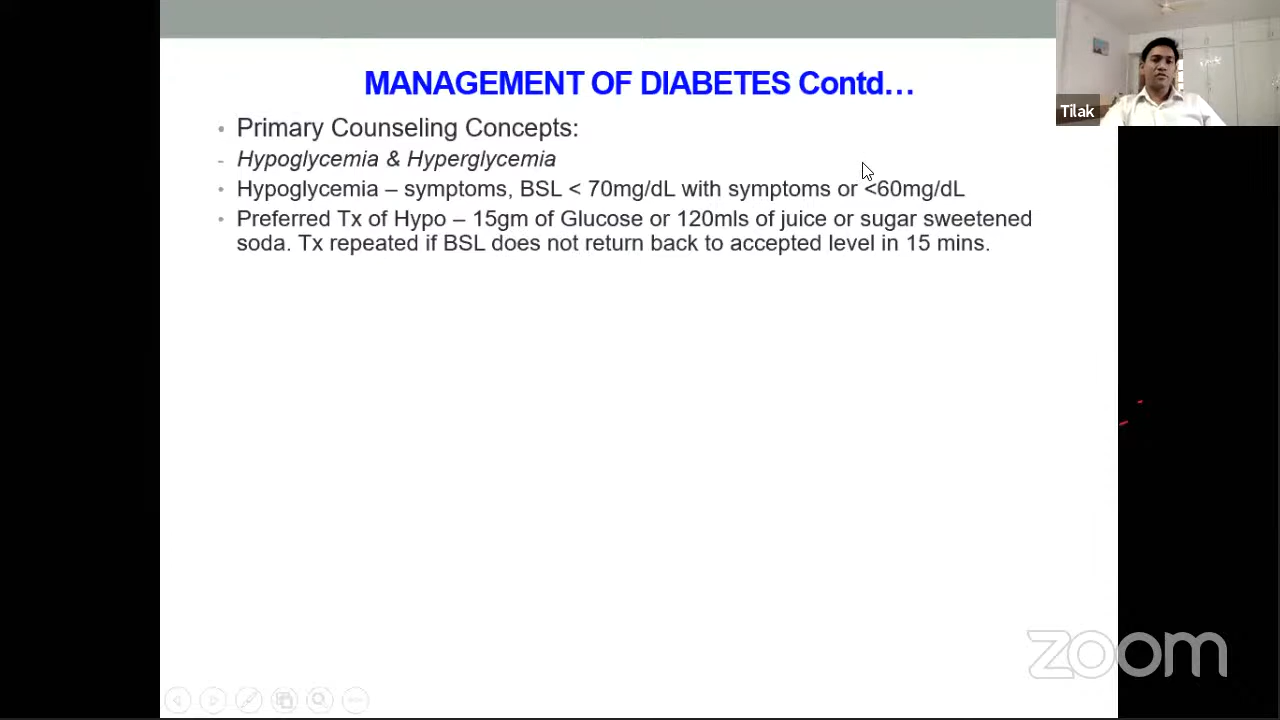 MANAGEMENT OF DIABETES Contd…
Tilak
• Primary Counseling Concepts:
- Hypoglycemia & Hyperglycemia
• Hypoglycemia – symptoms, BSL < 70mg/dL with symptoms or <60mg/dL
• Preferred Tx of Hypo – 15gm of Glucose or 120mls of juice or sugar sweetened
soda. Tx repeated if BSL does not return back to accepted level in 15 mins.
zoom